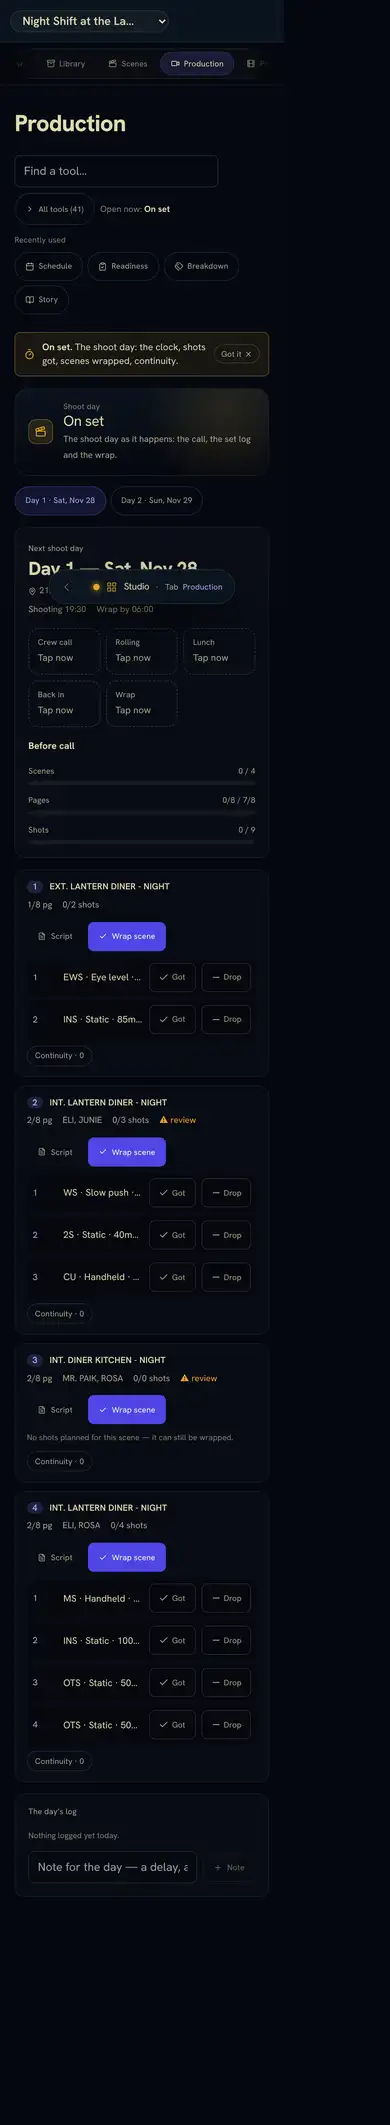 Night Shift at the La...
Library
Scenes
Production
Production
Find a tool...
All tools (41)
Open now: On set
Recently used
Schedule
Readiness
Breakdown
Story
On set. The shoot day: the clock, shots
got, scenes wrapped, continuity.
Got it ×
Shoot day
On set
The shoot day as it happens: the call, the set log
and the wrap.
Day 1 · Sat, Nov 28
Day 2 · Sun, Nov 29
Next shoot day
Day 1 — Sat, Nov 28
Studio · Tab Production
Shooting 19:30 Wrap by 06:00
Crew call
Tap now
Rolling
Tap now
Lunch
Tap now
Back in
Tap now
Wrap
Tap now
Before call
Scenes 0 / 4
Pages 0/8 / 7/8
Shots 0 / 9
1 EXT. LANTERN DINER - NIGHT
1/8 pg 0/2 shots
Script
Wrap scene
1 EWS · Eye level ·... Got Drop
2 INS · Static · 85m... Got Drop
Continuity · 0
2 INT. LANTERN DINER - NIGHT
2/8 pg ELI, JUNIE 0/3 shots review
Script
Wrap scene
1 WS · Slow push ·... Got Drop
2 2S · Static · 40m... Got Drop
3 CU · Handheld · ... Got Drop
Continuity · 0
3 INT. DINER KITCHEN - NIGHT
2/8 pg MR. PAIK, ROSA 0/0 shots review
Script
Wrap scene
No shots planned for this scene — it can still be wrapped.
Continuity · 0
4 INT. LANTERN DINER - NIGHT
2/8 pg ELI, ROSA 0/4 shots
Script
Wrap scene
1 MS · Handheld · ... Got Drop
2 INS · Static · 100... Got Drop
3 OTS · Static · 50... Got Drop
4 OTS · Static · 50... Got Drop
Continuity · 0
The day's log
Nothing logged yet today.
Note for the day — a delay, a
+ Note